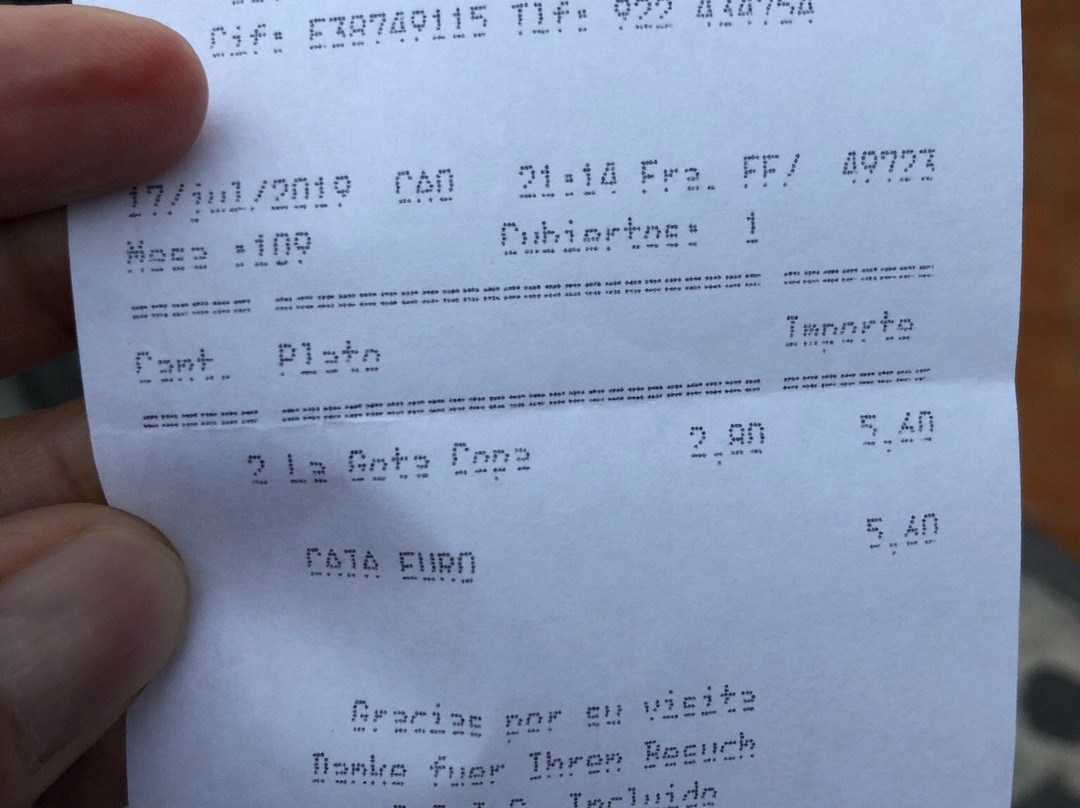 Cif: E38749115 Tlf: 922 434754
17/jul/2019 CAO 21:14 Fra. FF/ 49723
Mesa :109 Cubiertos: 1
Cant. Plato Importe
2 la Gota Copa 2,80 5,60
CAJA EURO 5,60
Gracias por su visita
Danke fuer Ihren Besuch
Incluido